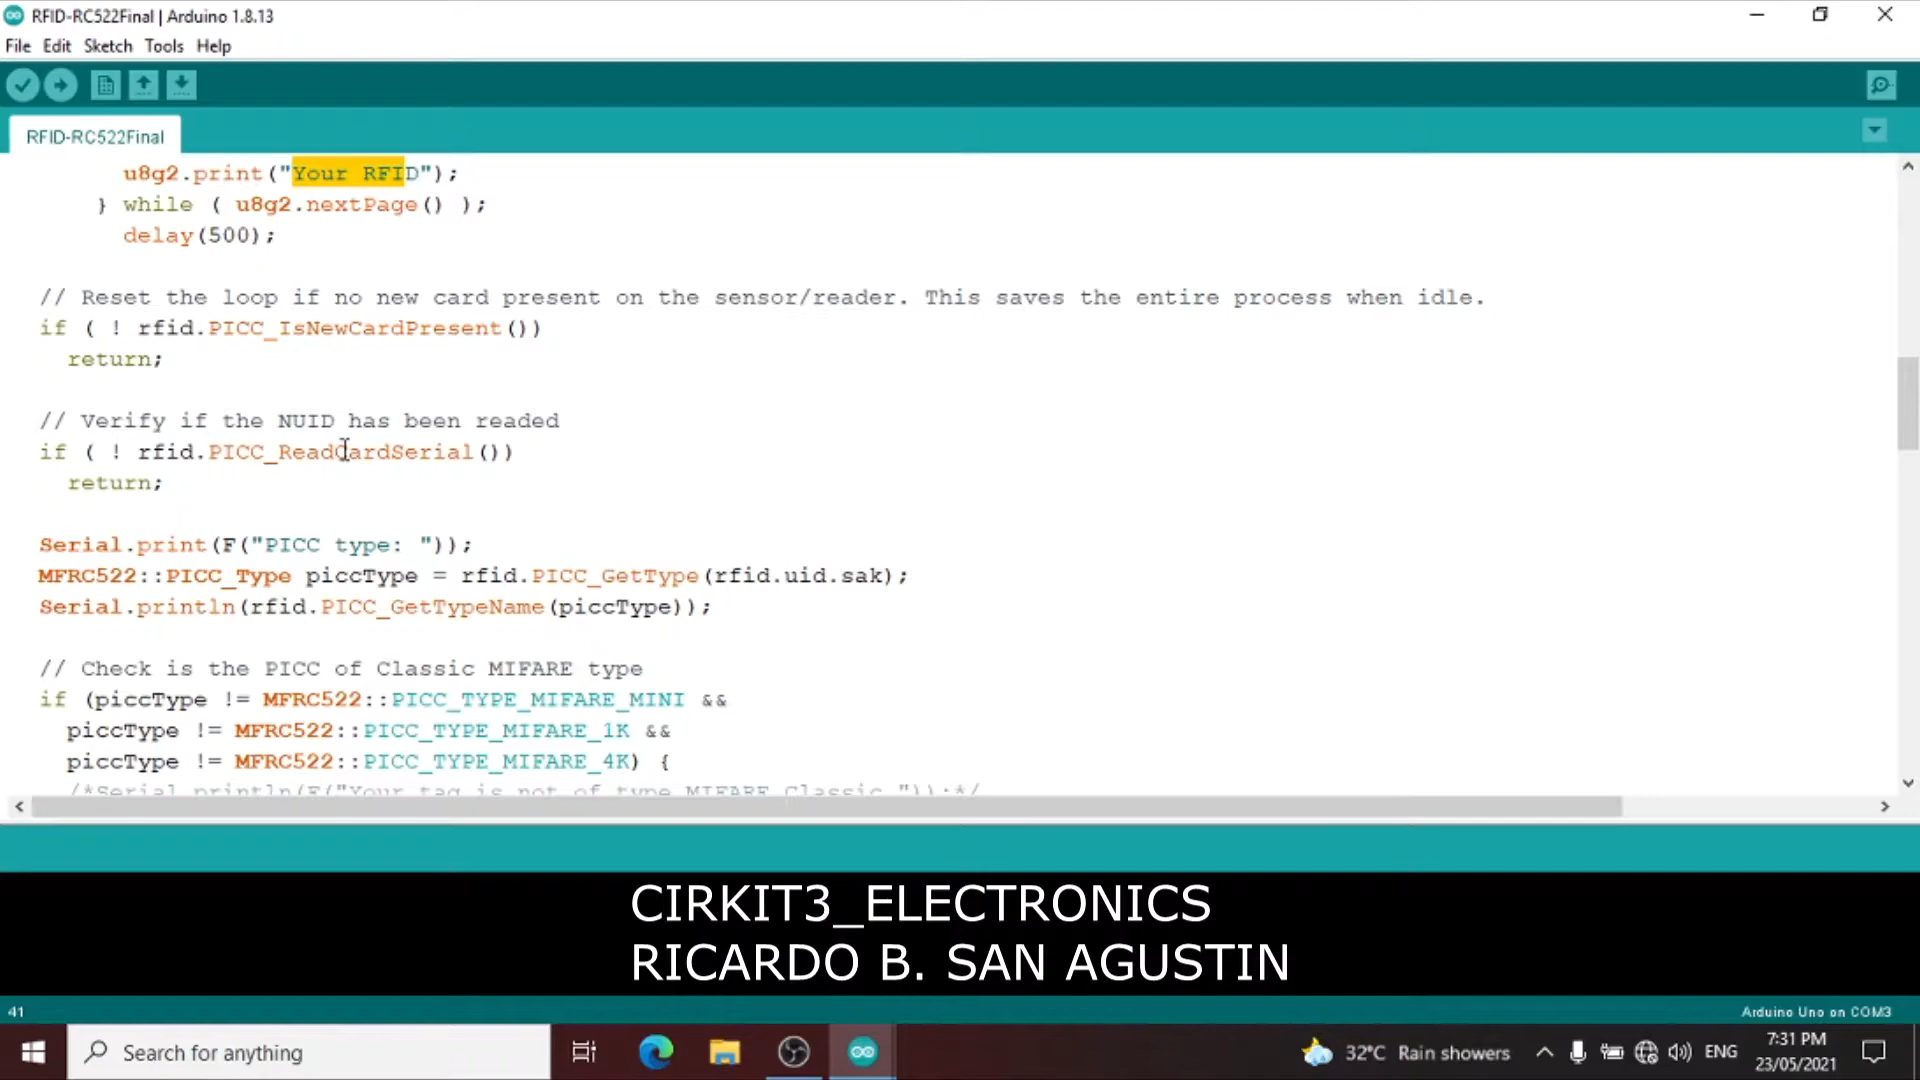 RFID-RC522Final | Arduino 1.8.13
File Edit Sketch Tools Help
RFID-RC522Final
u8g2.print("Your RFID");
} while ( u8g2.nextPage() );
delay(500);
// Reset the loop if no new card present on the sensor/reader. This saves the entire process when idle.
if ( ! rfid.PICC_IsNewCardPresent())
return;
// Verify if the NUID has been readed
if ( ! rfid.PICC_ReadCardSerial())
return;
Serial.print(F("PICC type: "));
MFRC522::PICC_Type piccType = rfid.PICC_GetType(rfid.uid.sak);
Serial.println(rfid.PICC_GetTypeName(piccType));
// Check is the PICC of Classic MIFARE type
if (piccType != MFRC522::PICC_TYPE_MIFARE_MINI &&
piccType != MFRC522::PICC_TYPE_MIFARE_1K &&
piccType != MFRC522::PICC_TYPE_MIFARE_4K) {
/*Serial.println(F("Your tag is not of type MIFARE Classic."));*/
CIRKIT3_ELECTRONICS
RICARDO B. SAN AGUSTIN
41
Arduino Uno on COM3
Search for anything
32°C Rain showers
ENG
7:31 PM
23/05/2021